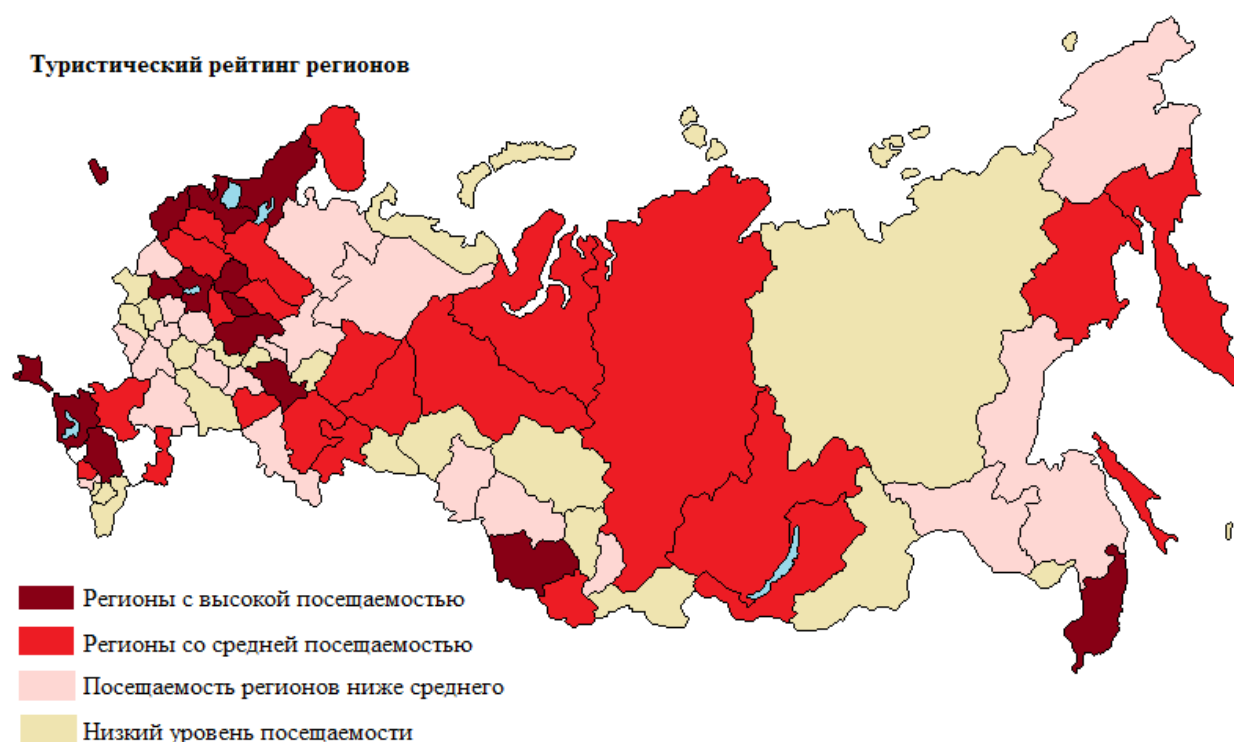 Туристический рейтинг регионов
Регионы с высокой посещаемостью
Регионы со средней посещаемостью
Посещаемость регионов ниже среднего
Низкий уровень посещаемости